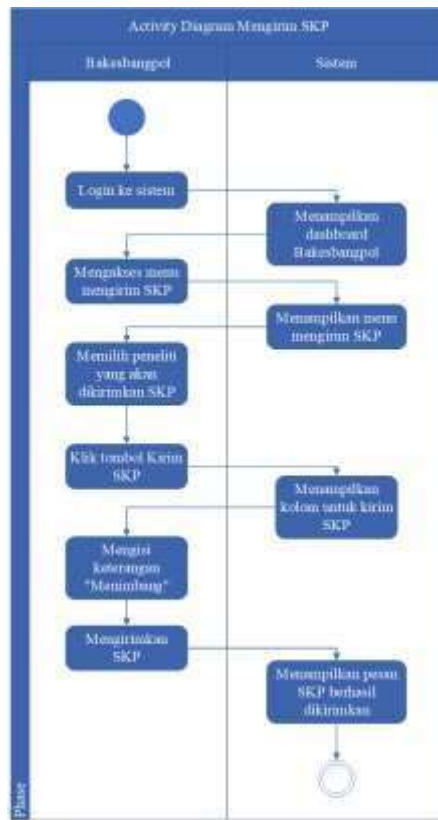 Activity Diagram Mengirim SKP
Bakesbangpol
Sistem
Login ke sistem
Menampilkan
dashboard
Bakesbangpol
Mengakses menu
mengirim SKP
Menampilkan menu
mengirim SKP
Memilih peneliti
yang akan
dikirimkan SKP
Klik tombol Kirim
SKP
Menampilkan
kolom untuk kirim
SKP
Mengisi
keterangan
"Menimbang"
Mengirimkan
SKP
Menampilkan pesan
SKP berhasil
dikirimkan
Phase